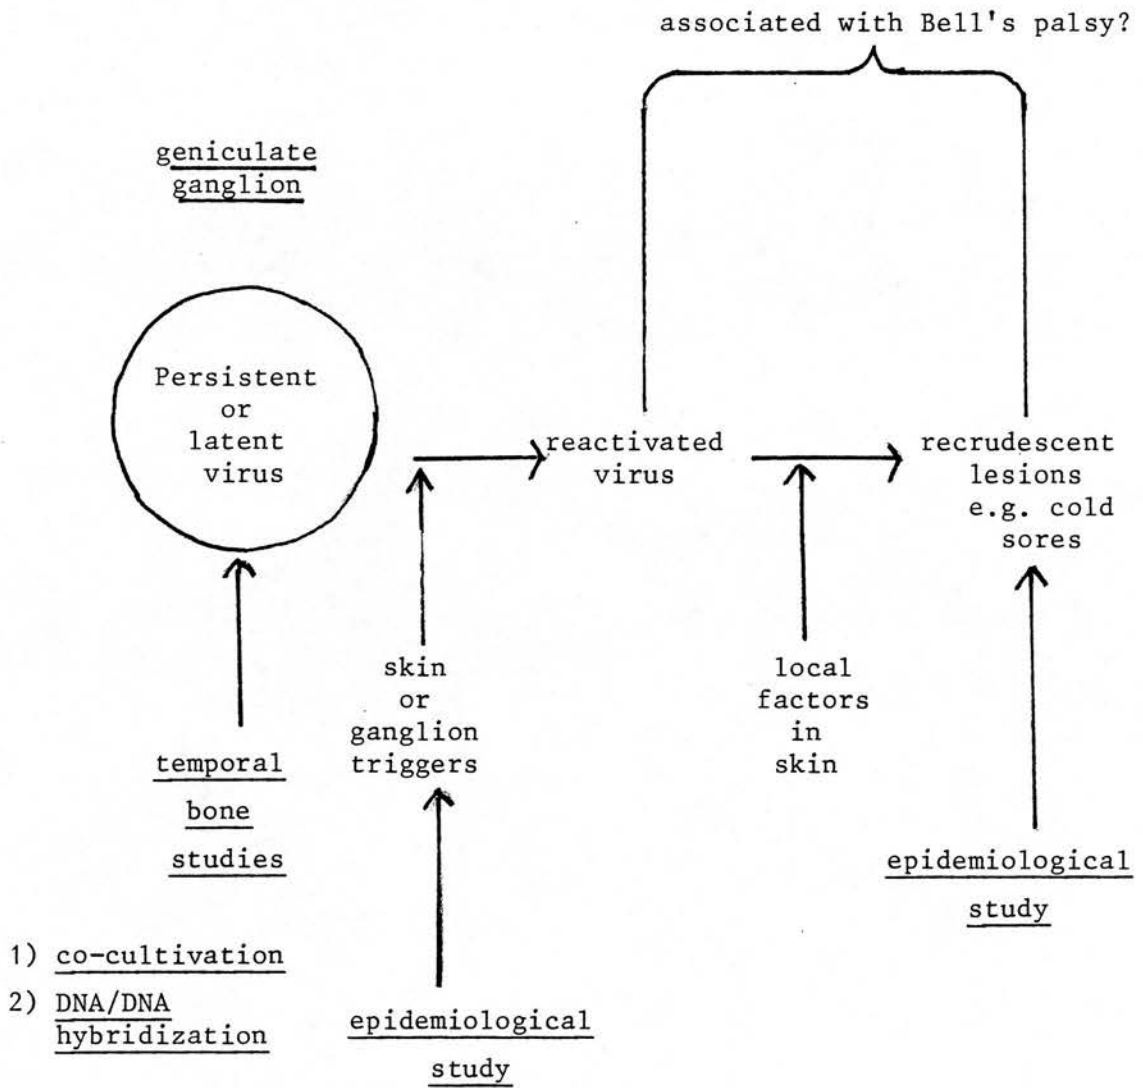 associated with Bell's palsy?
geniculate
ganglion
Persistent
or
latent
virus
reactivated
virus
recrudescent
lesions
e.g. cold
sores
skin
or
ganglion
triggers
local
factors
in
skin
temporal
bone
studies
1) co-cultivation
2) DNA/DNA
hybridization
epidemiological
study
epidemiological
study